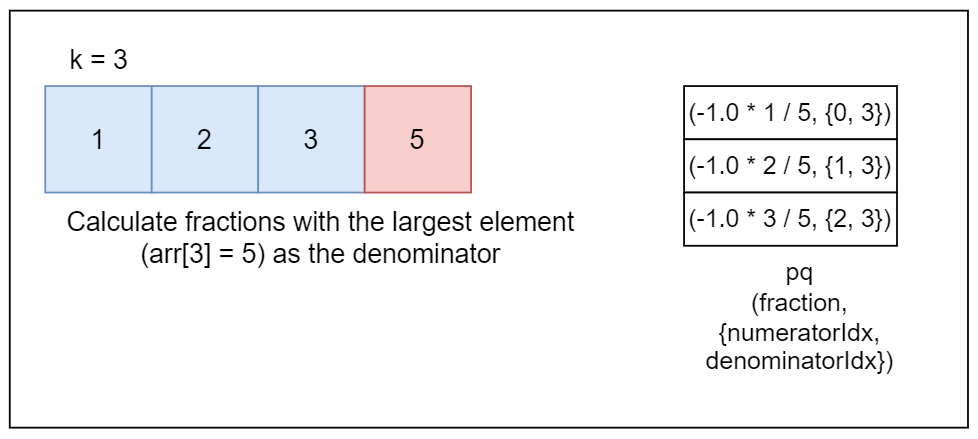 k = 3
1 2 3 5
Calculate fractions with the largest element
(arr[3] = 5) as the denominator
(-1.0 * 1 / 5, {0, 3})
(-1.0 * 2 / 5, {1, 3})
(-1.0 * 3 / 5, {2, 3})
pq
(fraction,
{numeratorIdx,
denominatorIdx})